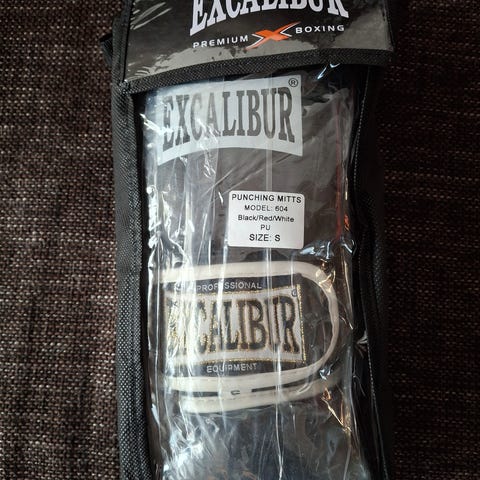 EXCALIBUR
PREMIUM X BOXING
EXCALIBUR®
PUNCHING MITTS
MODEL: 604
Black/Red/White
PU
SIZE: S
PROFESSIONAL
EXCALIBUR
EQUIPMENT